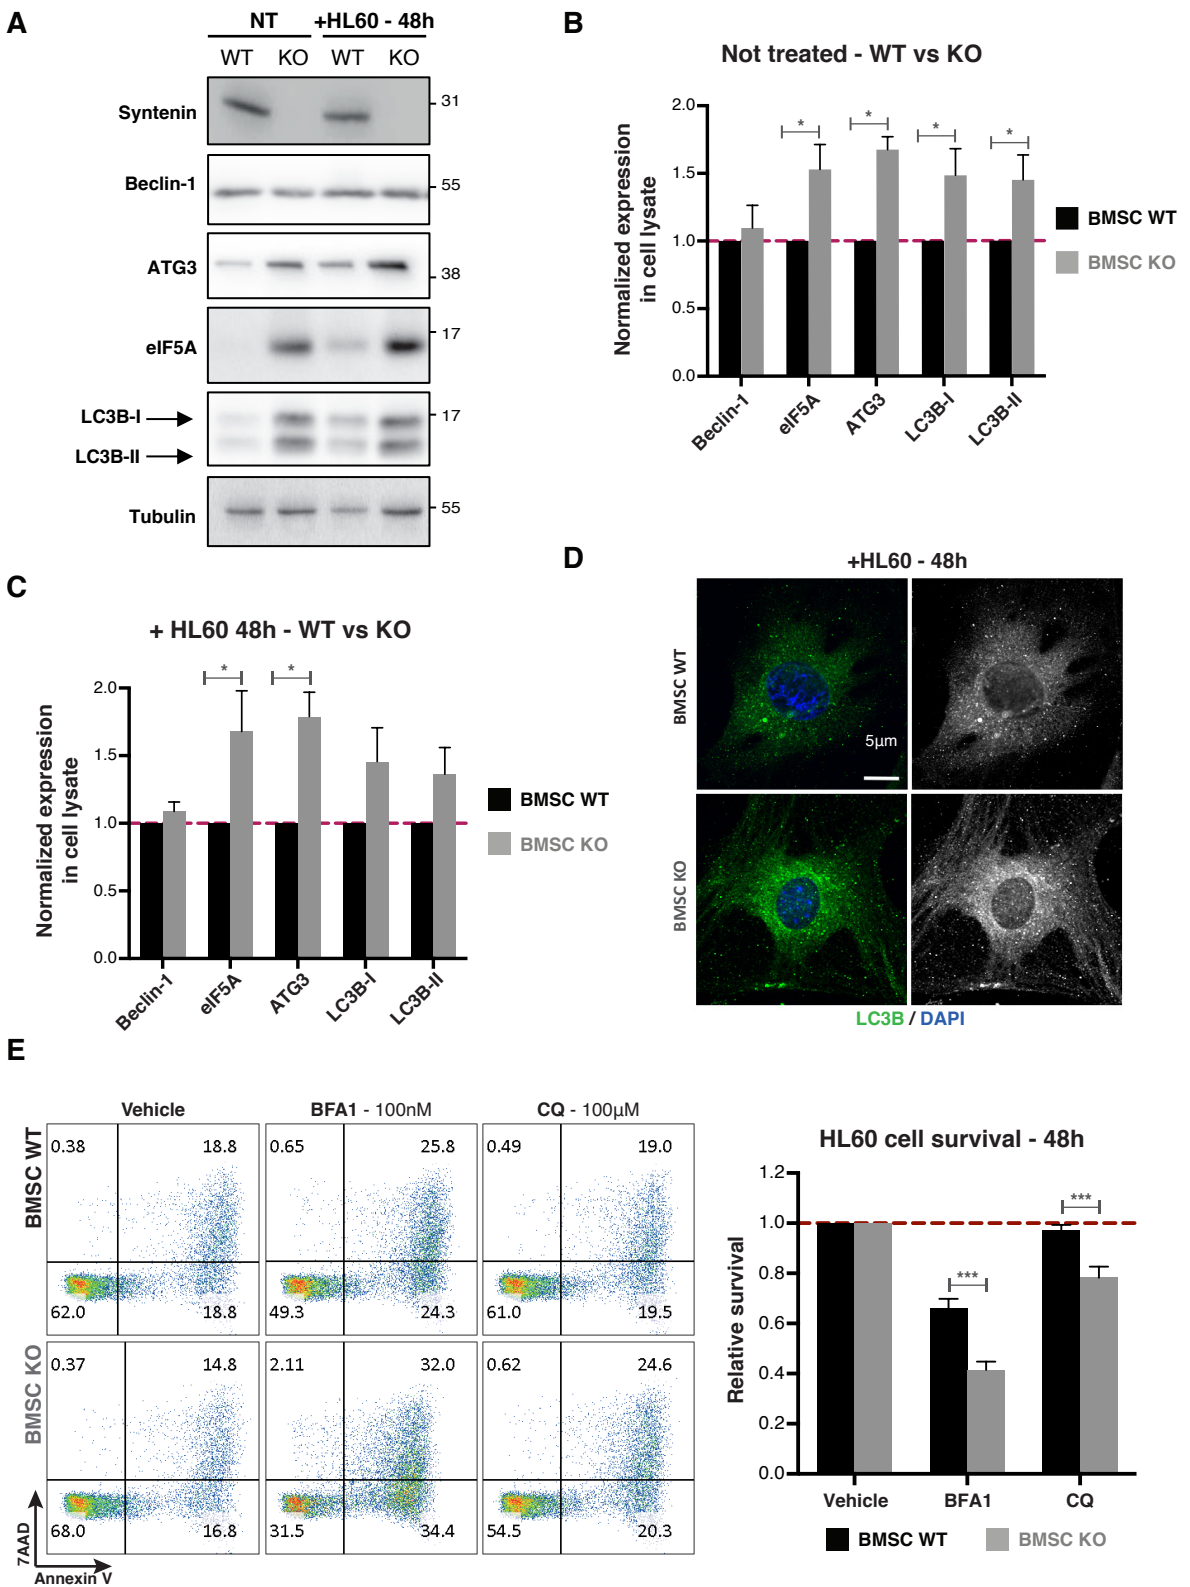 A
NT
+HL60 - 48h
WT
KO
WT
KO
Syntenin
31
Beclin-1
55
ATG3
38
eIF5A
17
LC3B-I
17
LC3B-II
Tubulin
55
B
Not treated - WT vs KO
Normalized expression
in cell lysate
2.0
1.5
1.0
0.5
0.0
*
*
*
*
Beclin-1
eIF5A
ATG3
LC3B-I
LC3B-II
BMSC WT
BMSC KO
C
+ HL60 48h - WT vs KO
Normalized expression
in cell lysate
2.0
1.5
1.0
0.5
0.0
*
*
Beclin-1
eIF5A
ATG3
LC3B-I
LC3B-II
BMSC WT
BMSC KO
D
+HL60 - 48h
BMSC WT
5µm
BMSC KO
LC3B / DAPI
E
Vehicle
BFA1 - 100nM
CQ - 100µM
BMSC WT
0.38
18.8
62.0
18.8
0.65
25.8
49.3
24.3
0.49
19.0
61.0
19.5
BMSC KO
0.37
14.8
68.0
16.8
2.11
32.0
31.5
34.4
0.62
24.6
54.5
20.3
7AAD
Annexin V
HL60 cell survival - 48h
Relative survival
1.2
1.0
0.8
0.6
0.4
0.2
0.0
***
***
Vehicle
BFA1
CQ
BMSC WT
BMSC KO